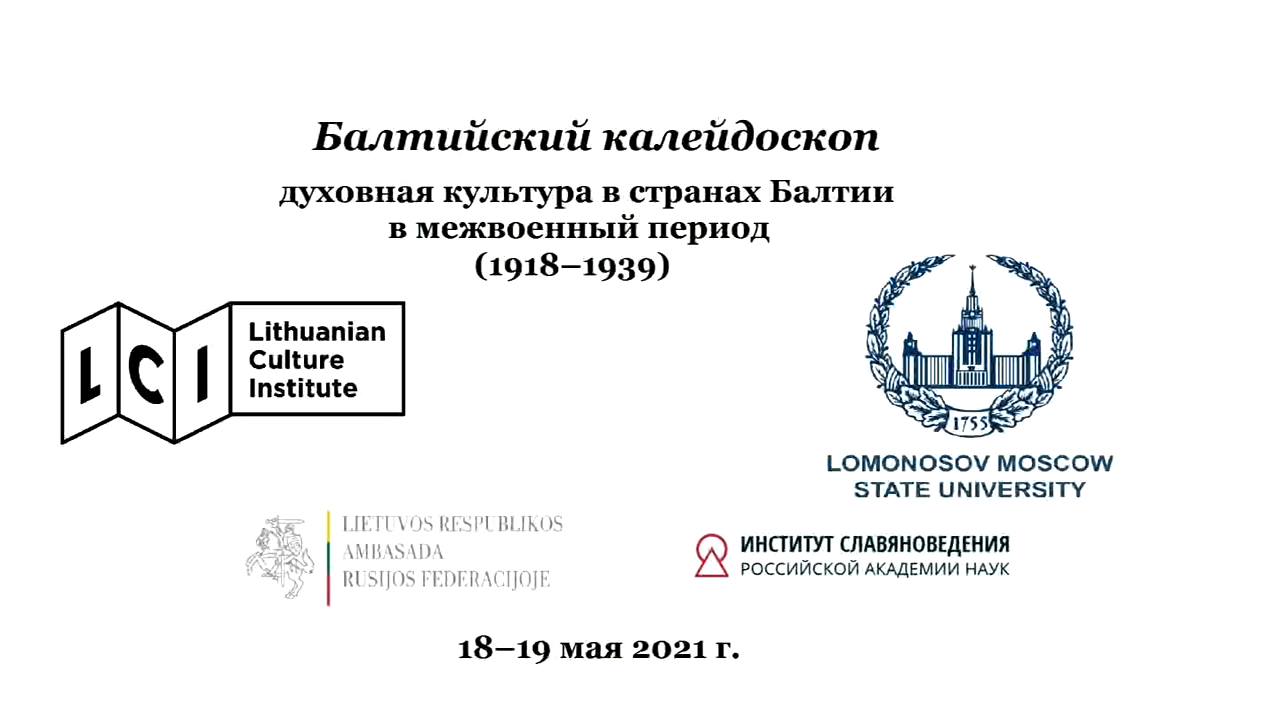 Балтийский калейдоскоп
духовная культура в странах Балтии
в межвоенный период
(1918–1939)
LCI
Lithuanian
Culture
Institute
1755
LOMONOSOV MOSCOW
STATE UNIVERSITY
LIETUVOS RESPUBLIKOS
AMBASADA
RUSIJOS FEDERACIJOJE
ИНСТИТУТ СЛАВЯНОВЕДЕНИЯ
РОССИЙСКОЙ АКАДЕМИИ НАУК
18–19 мая 2021 г.